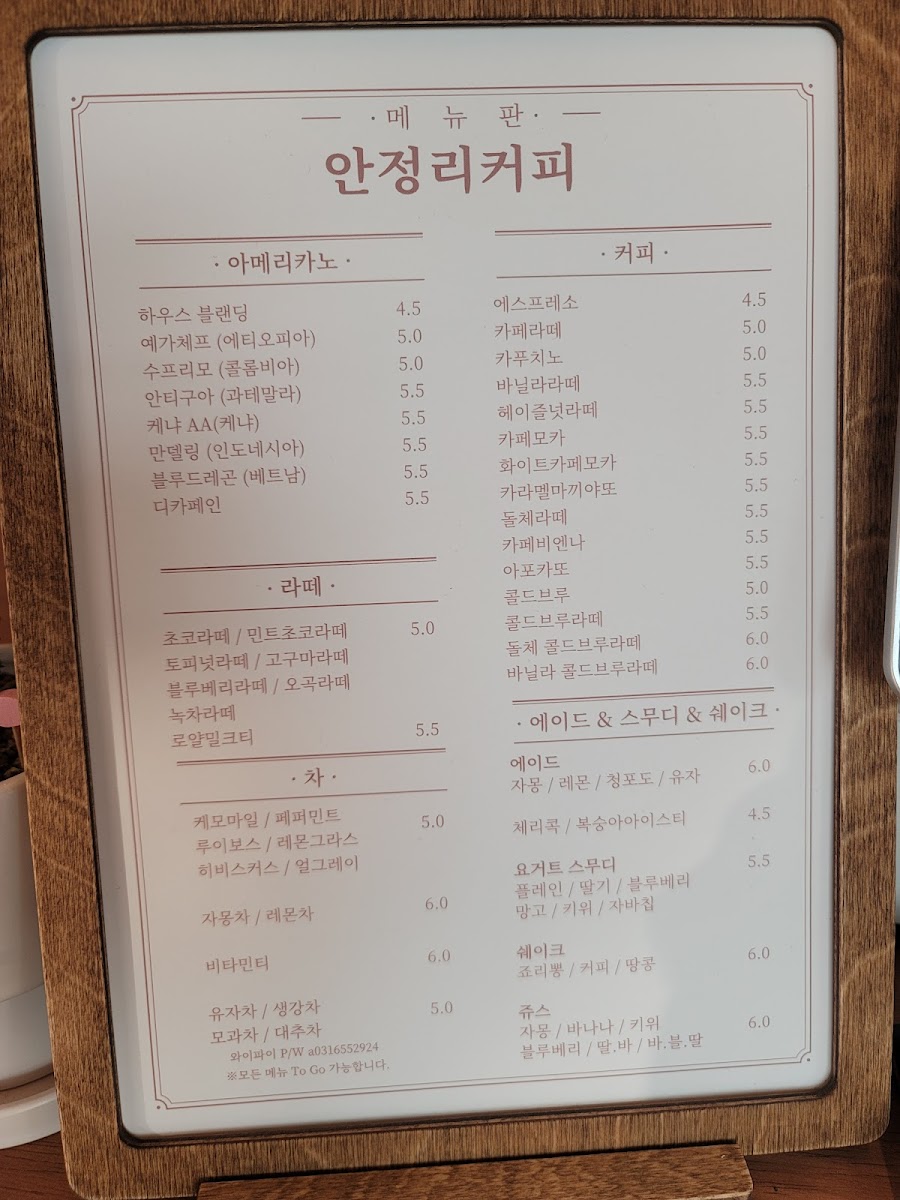 · 메 뉴 판 ·
안정리커피
· 아메리카노 ·
하우스 블랜딩 4.5
예가체프 (에티오피아) 5.0
수프리모 (콜롬비아) 5.0
안티구아 (과테말라) 5.5
케냐 AA(케냐) 5.5
만델링 (인도네시아) 5.5
블루드레곤 (베트남) 5.5
디카페인 5.5
· 라떼 ·
초코라떼 / 민트초코라떼 5.0
토피넛라떼 / 고구마라떼
블루베리라떼 / 오곡라떼
녹차라떼
로얄밀크티 5.5
· 차 ·
케모마일 / 페퍼민트 5.0
루이보스 / 레몬그라스
히비스커스 / 얼그레이
자몽차 / 레몬차 6.0
비타민티 6.0
유자차 / 생강차 5.0
모과차 / 대추차
와이파이 P/W a0316552924
※모든 메뉴 To Go 가능합니다.
· 커피 ·
에스프레소 4.5
카페라떼 5.0
카푸치노 5.0
바닐라라떼 5.5
헤이즐넛라떼 5.5
카페모카 5.5
화이트카페모카 5.5
카라멜마끼야또 5.5
돌체라떼 5.5
카페비엔나 5.5
아포카또 5.5
콜드브루 5.0
콜드브루라떼 5.5
돌체 콜드브루라떼 6.0
바닐라 콜드브루라떼 6.0
· 에이드 & 스무디 & 쉐이크 ·
에이드
자몽 / 레몬 / 청포도 / 유자 6.0
체리콕 / 복숭아아이스티 4.5
요거트 스무디 5.5
플레인 / 딸기 / 블루베리
망고 / 키위 / 자바칩
쉐이크 6.0
죠리뽕 / 커피 / 땅콩
쥬스
자몽 / 바나나 / 키위 6.0
블루베리 / 딸.바 / 바.블.딸